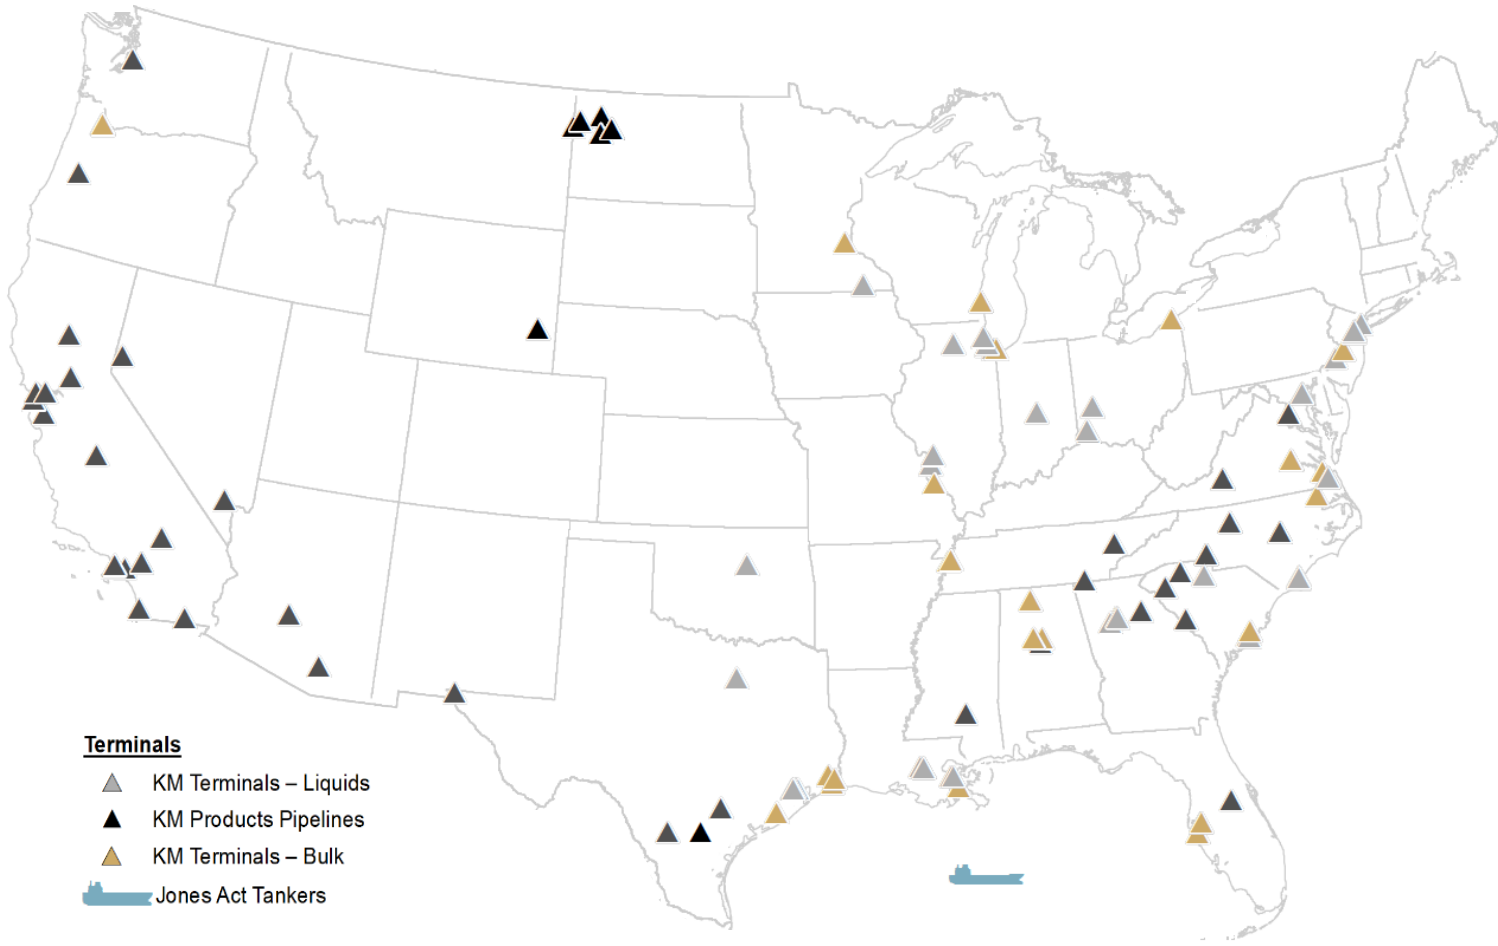 Terminals
KM Terminals – Liquids
KM Products Pipelines
KM Terminals – Bulk
Jones Act Tankers